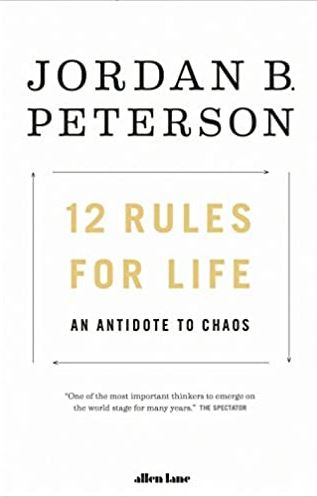 JORDAN B.
PETERSON
12 RULES
FOR LIFE
AN ANTIDOTE TO CHAOS
“One of the most important thinkers to emerge on
the world stage for many years.” THE SPECTATOR
allen lane